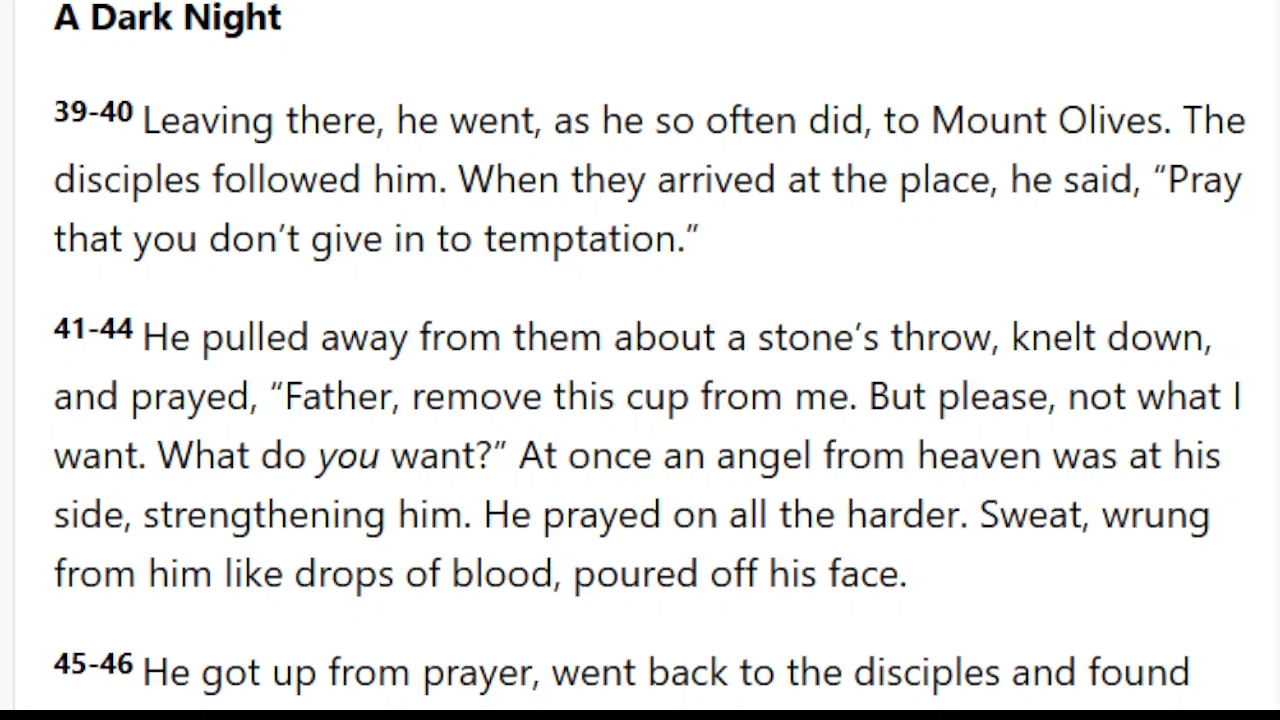 A Dark Night
39-40 Leaving there, he went, as he so often did, to Mount Olives. The
disciples followed him. When they arrived at the place, he said, “Pray
that you don’t give in to temptation.”
41-44 He pulled away from them about a stone’s throw, knelt down,
and prayed, “Father, remove this cup from me. But please, not what I
want. What do you want?” At once an angel from heaven was at his
side, strengthening him. He prayed on all the harder. Sweat, wrung
from him like drops of blood, poured off his face.
45-46 He got up from prayer, went back to the disciples and found